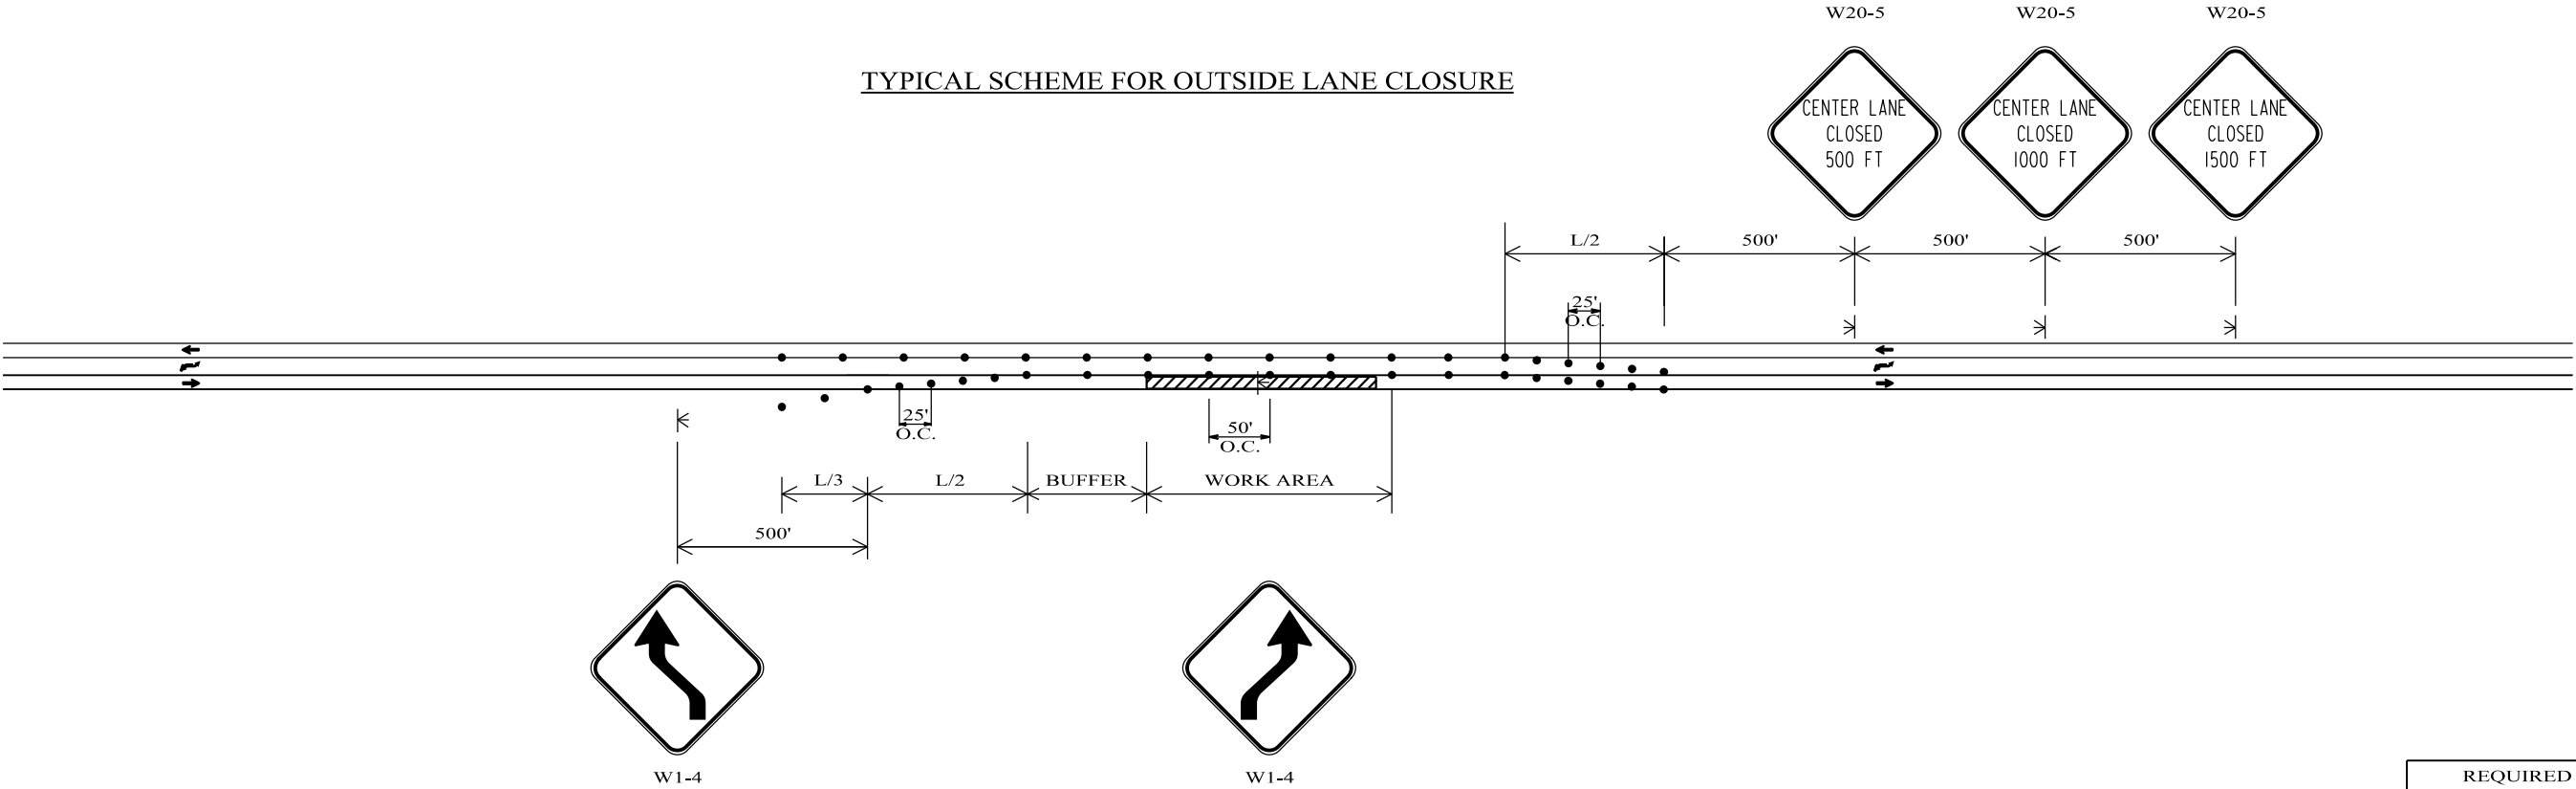 W20-5
W20-5
W20-5
TYPICAL SCHEME FOR OUTSIDE LANE CLOSURE
CENTER LANE
CLOSED
500 FT
CENTER LANE
CLOSED
1000 FT
CENTER LANE
CLOSED
1500 FT
L/2
500'
500'
500'
25'
O.C.
25'
O.C.
50'
O.C.
L/3
L/2
BUFFER
WORK AREA
500'
W1-4
W1-4
REQUIRED